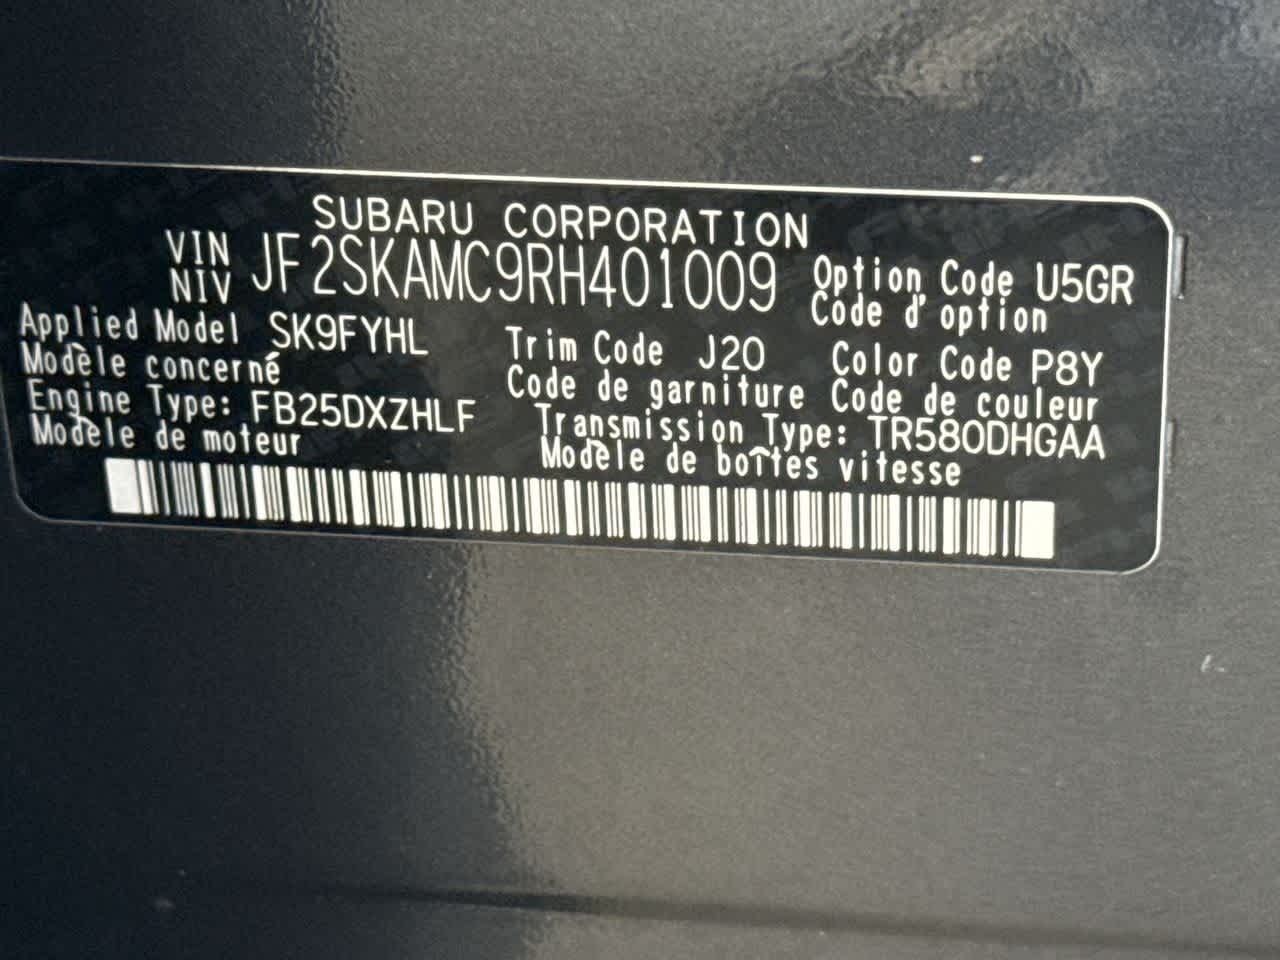 SUBARU CORPORATION
VIN
NIV JF2SKAMC9RH401009
Option Code U5GR
Code d'option
Applied Model SK9FYHL
Modèle concerné
Trim Code J20
Code de garniture
Color Code P8Y
Code de couleur
Engine Type: FB25DXZHLF
Modèle de moteur
Transmission Type: TR580DHGAA
Modèle de boîtes vitesse